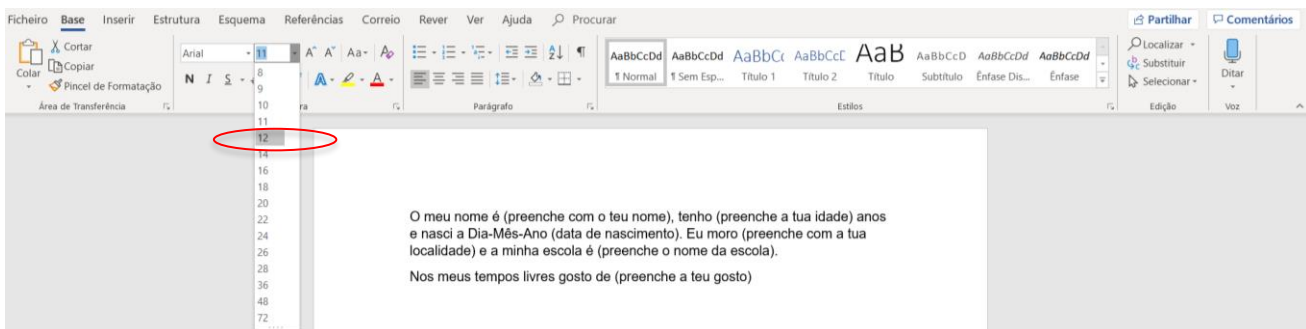 Ficheiro Base Inserir Estrutura Esquema Referências Correio Rever Ver Ajuda Procurar Partilhar Comentários
Colar
Cortar
Copiar
Pincel de Formatação
Área de Transferência
Arial 11
N I S
Aa
A
8
9
10
11
12
14
16
18
20
22
24
26
28
36
48
72
Parágrafo
AaBbCcDd AaBbCcDd AaBbCc AaBbCcE AaB AaBbCcD AaBbCcDd AaBbCcDd
¶ Normal ¶ Sem Esp... Título 1 Título 2 Título Subtítulo Ênfase Dis... Ênfase
Estilos
Localizar
Substituir
Selecionar
Edição
Ditar
Voz
O meu nome é (preenche com o teu nome), tenho (preenche a tua idade) anos
e nasci a Dia-Mês-Ano (data de nascimento). Eu moro (preenche com a tua
localidade) e a minha escola é (preenche o nome da escola).
Nos meus tempos livres gosto de (preenche a teu gosto)